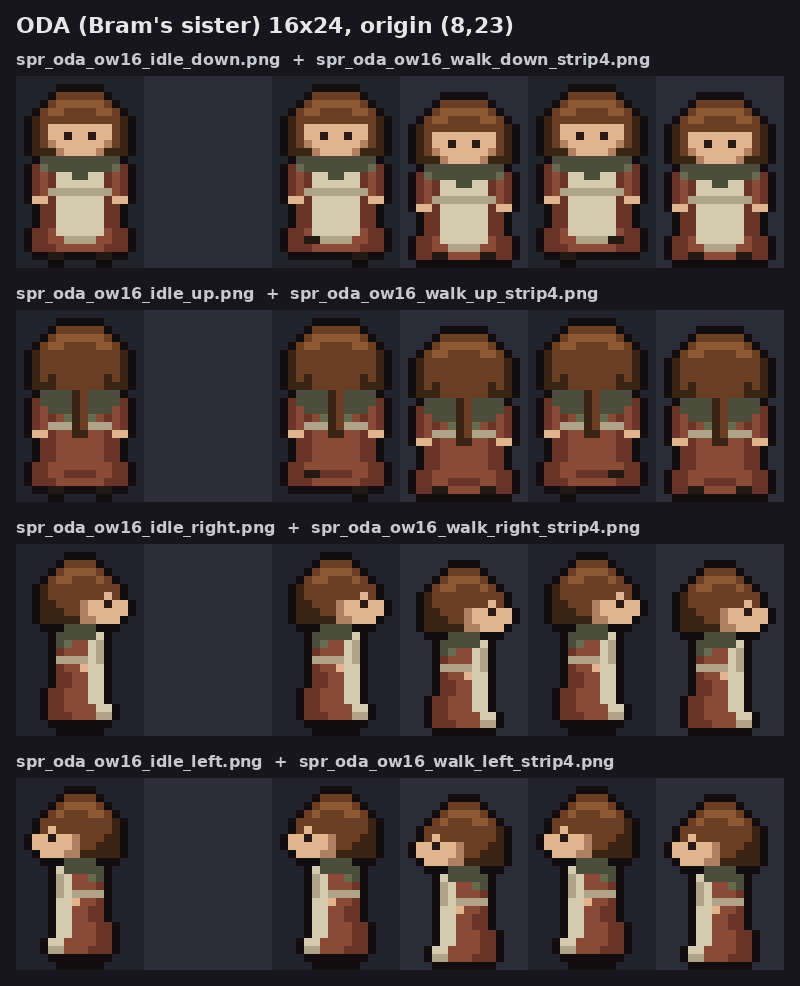 ODA (Bram's sister) 16x24, origin (8,23)
spr_oda_ow16_idle_down.png + spr_oda_ow16_walk_down_strip4.png
spr_oda_ow16_idle_up.png + spr_oda_ow16_walk_up_strip4.png
spr_oda_ow16_idle_right.png + spr_oda_ow16_walk_right_strip4.png
spr_oda_ow16_idle_left.png + spr_oda_ow16_walk_left_strip4.png